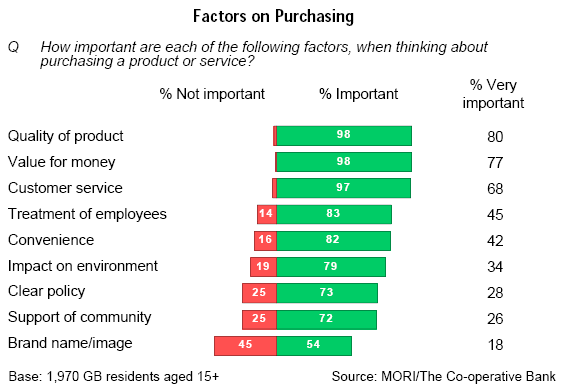 Factors on Purchasing
Q How important are each of the following factors, when thinking about
purchasing a product or service?
% Not important % Important % Very
important
Quality of product 98 80
Value for money 98 77
Customer service 97 68
Treatment of employees 14 83 45
Convenience 16 82 42
Impact on environment 19 79 34
Clear policy 25 73 28
Support of community 25 72 26
Brand name/image 45 54 18
Base: 1,970 GB residents aged 15+ Source: MORI/The Co-operative Bank